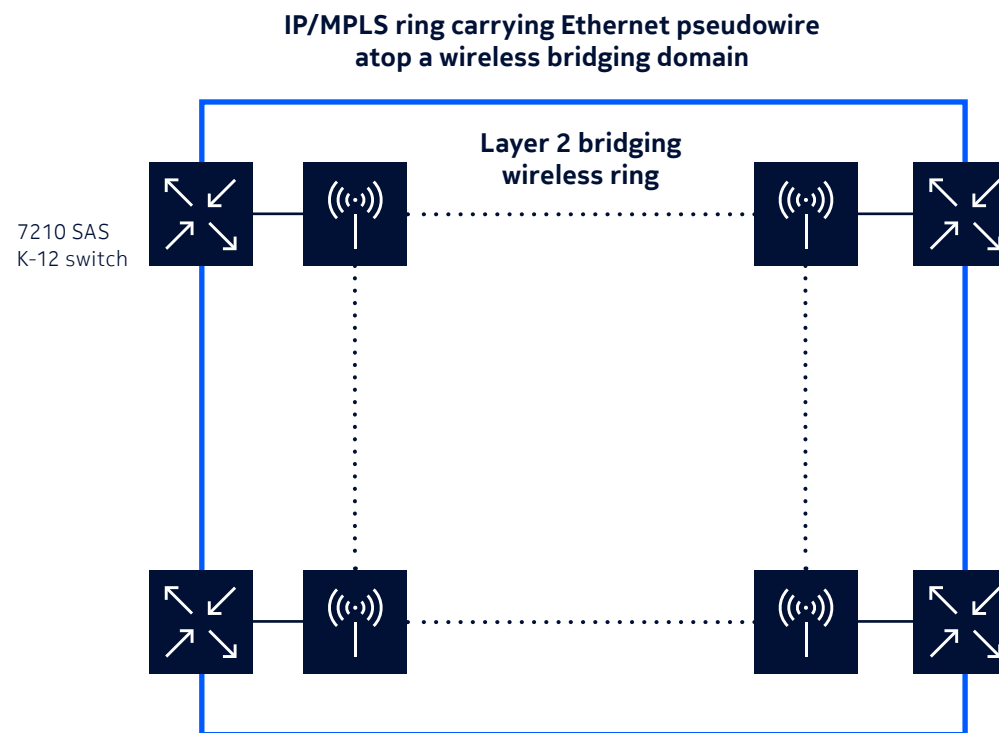 IP/MPLS ring carrying Ethernet pseudowire
atop a wireless bridging domain
Layer 2 bridging
wireless ring
7210 SAS
K-12 switch